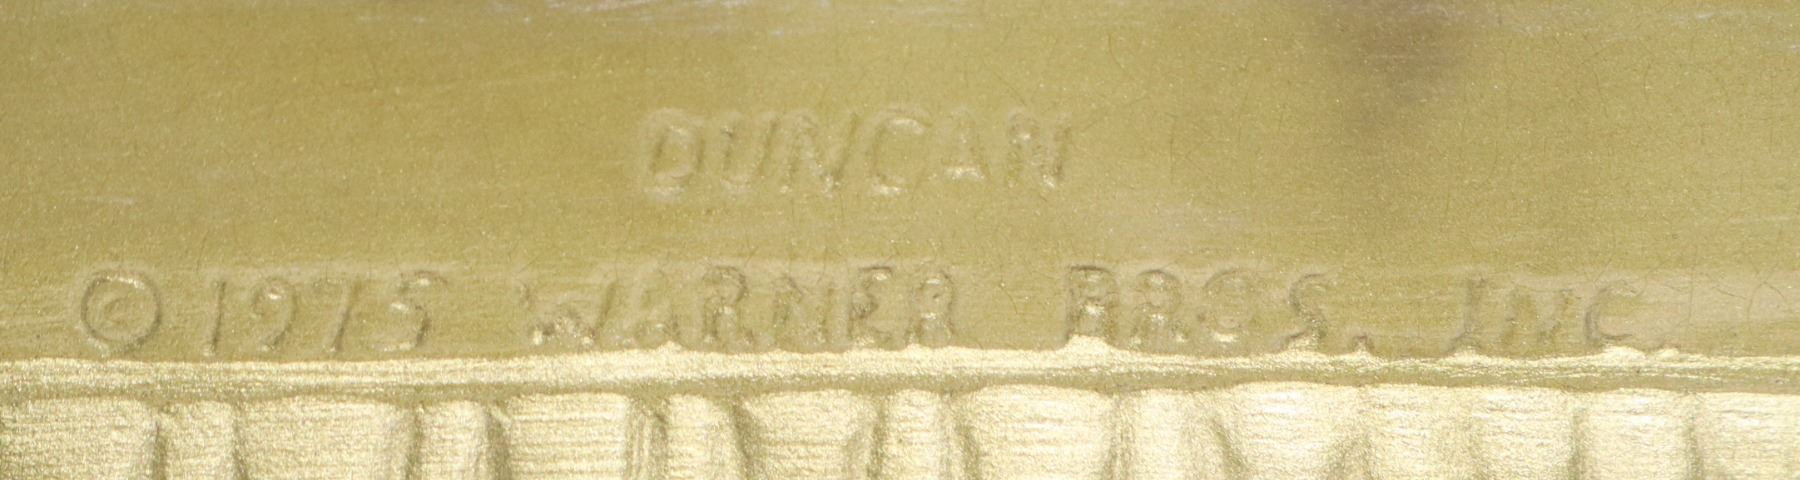 DUNCAN
© 1975 WARNER BROS. INC.